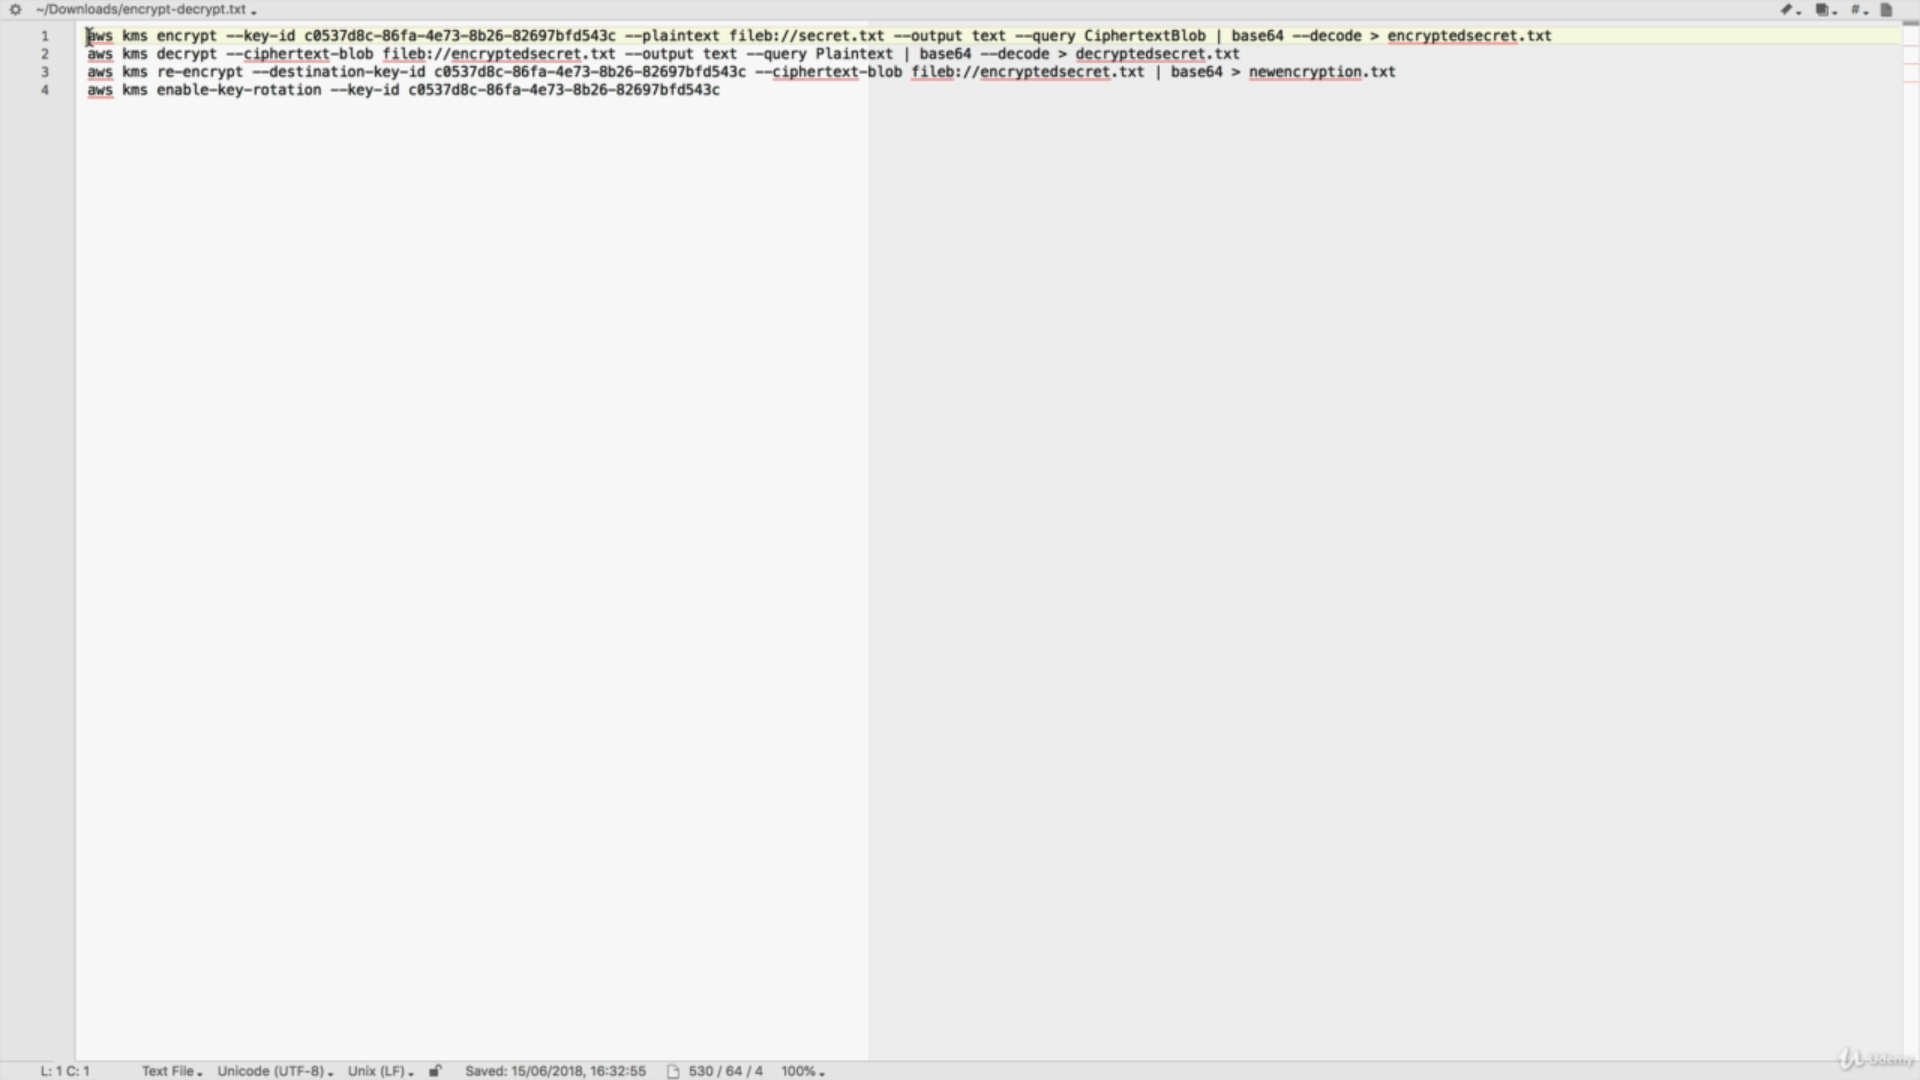 ~/Downloads/encrypt-decrypt.txt
#
1 aws kms encrypt --key-id c0537d8c-86fa-4e73-8b26-82697bfd543c --plaintext fileb://secret.txt --output text --query CiphertextBlob | base64 --decode > encryptedsecret.txt
2 aws kms decrypt --ciphertext-blob fileb://encryptedsecret.txt --output text --query Plaintext | base64 --decode > decryptedsecret.txt
3 aws kms re-encrypt --destination-key-id c0537d8c-86fa-4e73-8b26-82697bfd543c --ciphertext-blob fileb://encryptedsecret.txt | base64 > newencryption.txt
4 aws kms enable-key-rotation --key-id c0537d8c-86fa-4e73-8b26-82697bfd543c
Udemy
L: 1 C: 1 Text File Unicode (UTF-8) Unix (LF) Saved: 15/06/2018, 16:32:55 530 / 64 / 4 100%